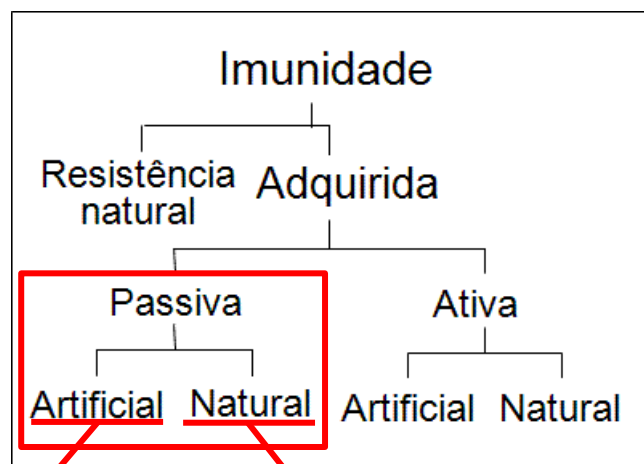 Imunidade
Resistência
natural
Adquirida
Passiva
Ativa
Artificial
Natural
Artificial
Natural